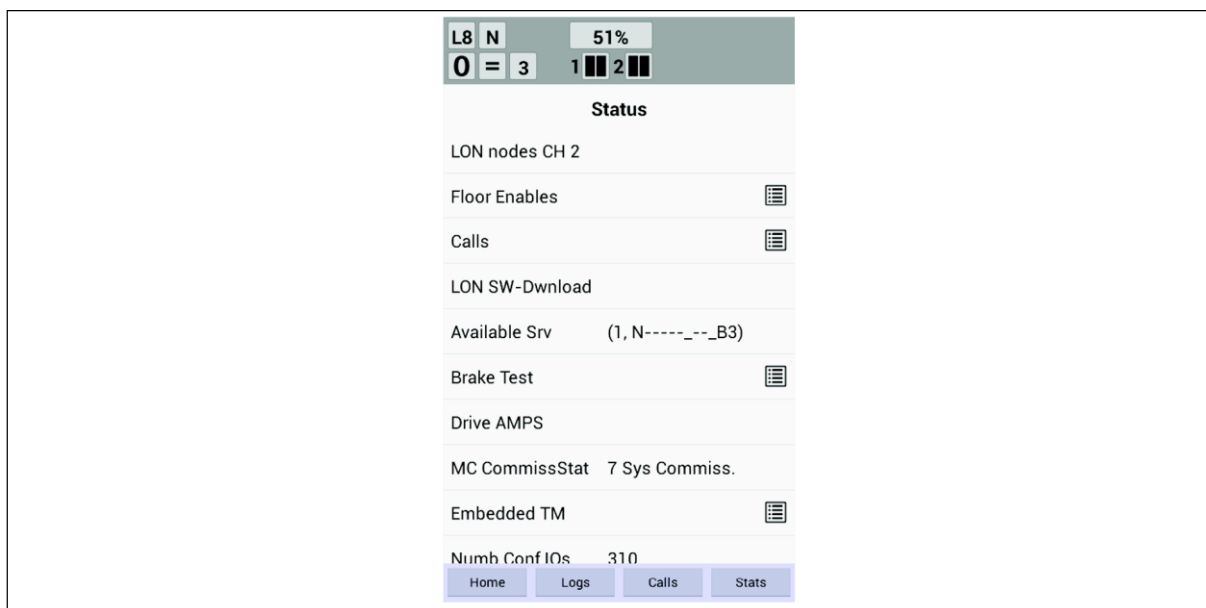 L8 N 51%
0 = 3 1 2
Status
LON nodes CH 2
Floor Enables
Calls
LON SW-Dwnload
Available Srv (1, N-----_--_B3)
Brake Test
Drive AMPS
MC CommissStat 7 Sys Commiss.
Embedded TM
Numb Conf IOs 310
Home Logs Calls Stats